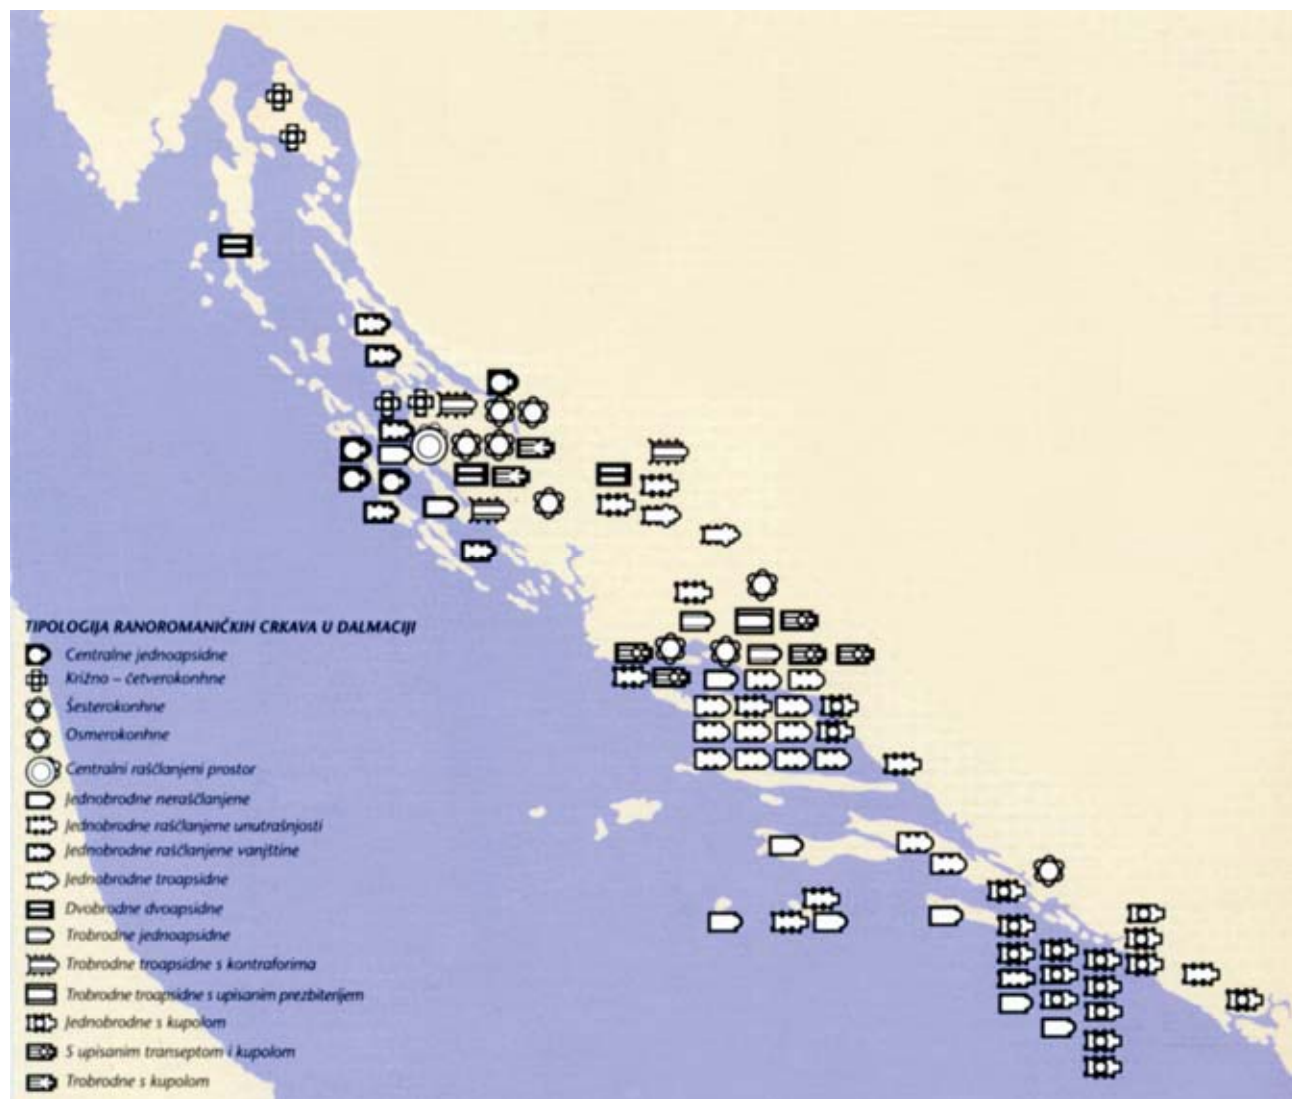 TIPOLOGIJA RANOROMANIČKIH CRKAVA U DALMACIJI
Centralne jednoapsidne
Križno – četverokonhne
Šesterokonhne
Osmerokonhne
Centralni raščlanjeni prostor
Jednobrodne neraščlanjene
Jednobrodne raščlanjene unutrašnjosti
Jednobrodne raščlanjene vanjštine
Jednobrodne troapsidne
Dvobrodne dvoapsidne
Trobrodne jednoapsidne
Trobrodne troapsidne s kontraforima
Trobrodne troapsidne s upisanim prezbiterijem
Jednobrodne s kupolom
S upisanim transeptom i kupolom
Trobrodne s kupolom